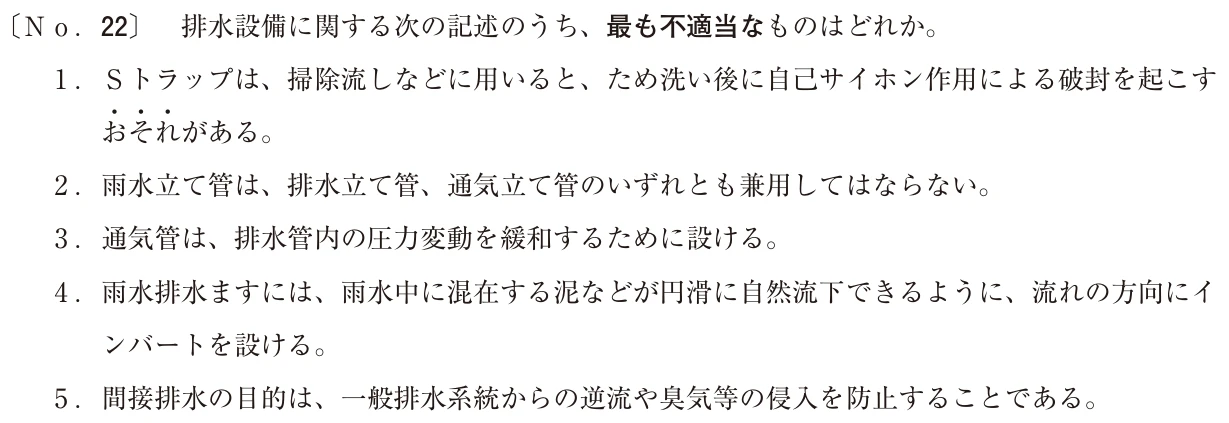 〔Ｎｏ．22〕　排水設備に関する次の記述のうち、最も不適当なものはどれか。
１．Ｓトラップは、掃除流しなどに用いると、ため洗い後に自己サイホン作用による破封を起こす
おそれがある。
２．雨水立て管は、排水立て管、通気立て管のいずれとも兼用してはならない。
３．通気管は、排水管内の圧力変動を緩和するために設ける。
４．雨水排水ますには、雨水中に混在する泥などが円滑に自然流下できるように、流れの方向にイ
ンバートを設ける。
５．間接排水の目的は、一般排水系統からの逆流や臭気等の侵入を防止することである。